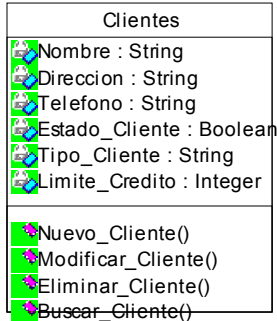 Clientes
Nombre : String
Direccion : String
Telefono : String
Estado_Cliente : Boolean
Tipo_Cliente : String
Limite_Credito : Integer
Nuevo_Cliente()
Modificar_Cliente()
Eliminar_Cliente()
Buscar_Cliente()